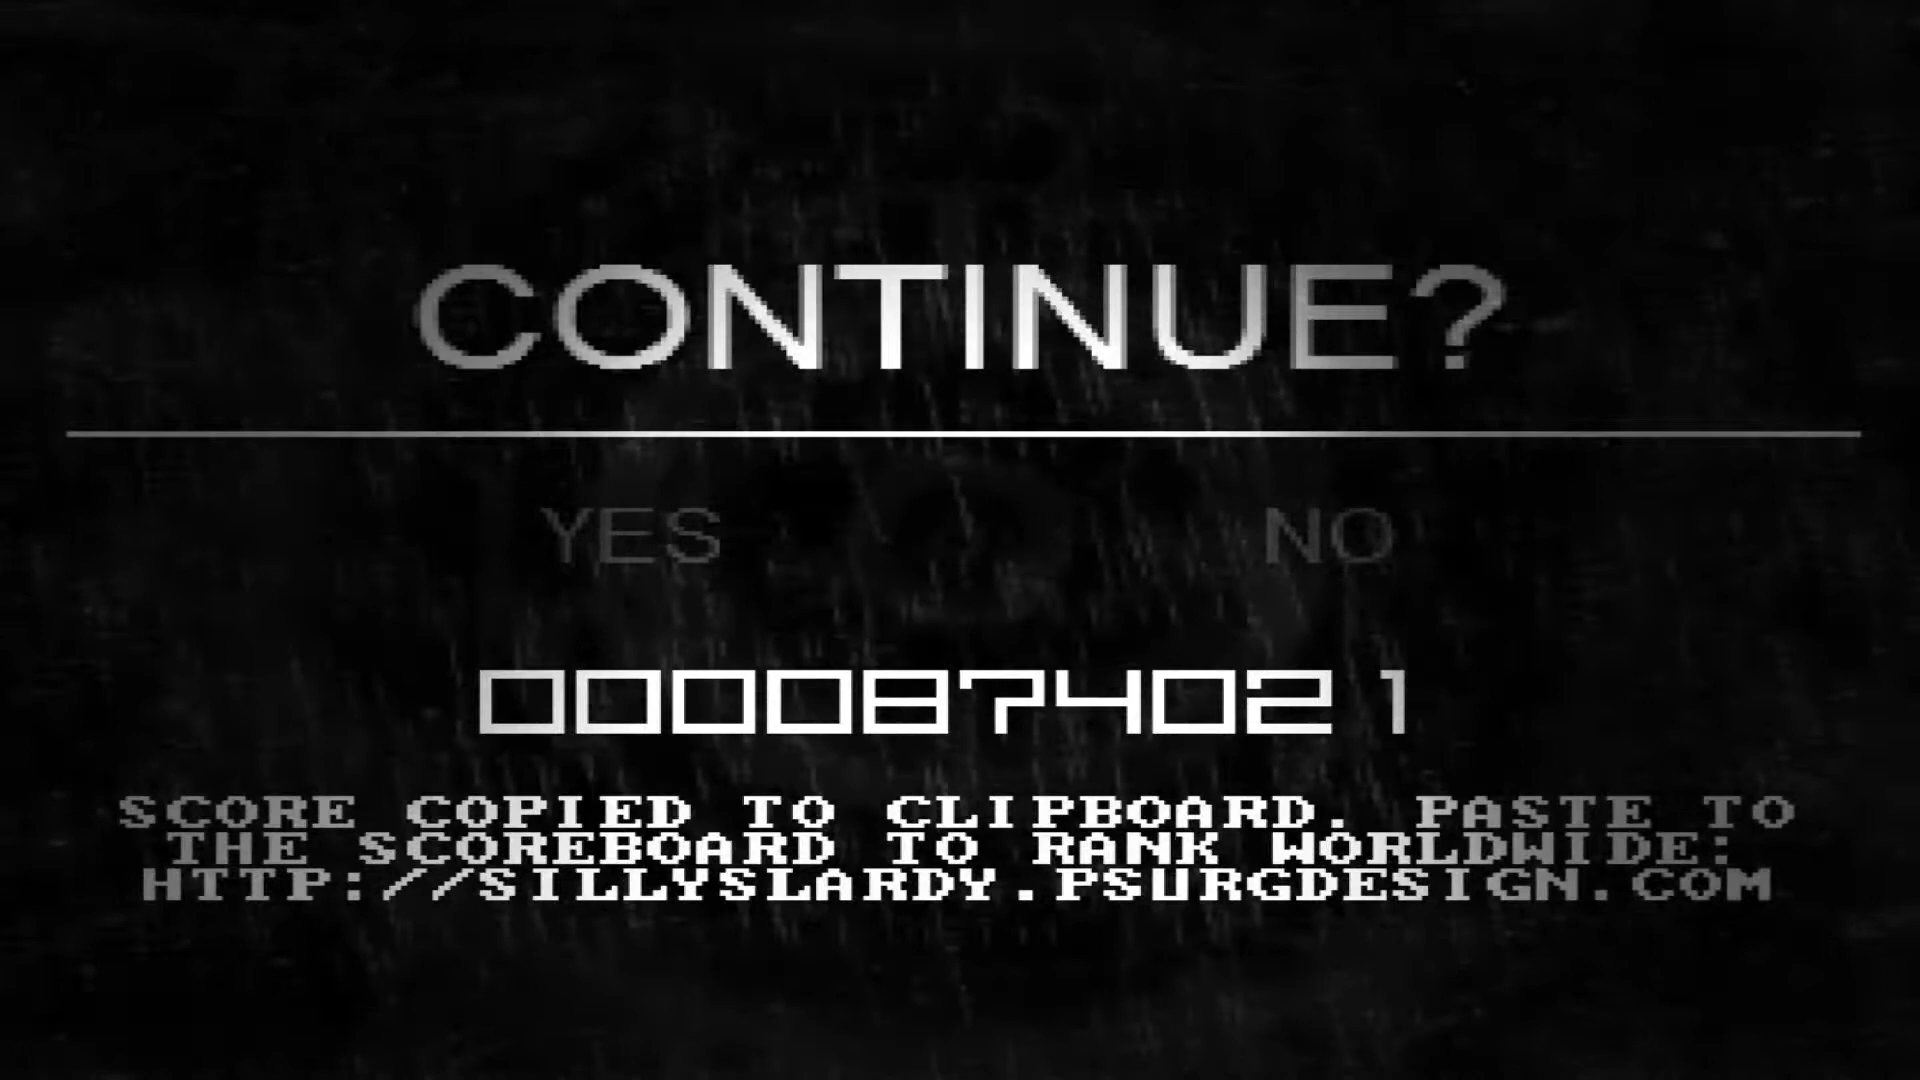 CONTINUE?
YES NO
0000874021
SCORE COPIED TO CLIPBOARD. PASTE TO
THE SCOREBOARD TO RANK WORLDWIDE:
HTTP://SILLYSLARDY.PSURGDESIGN.COM